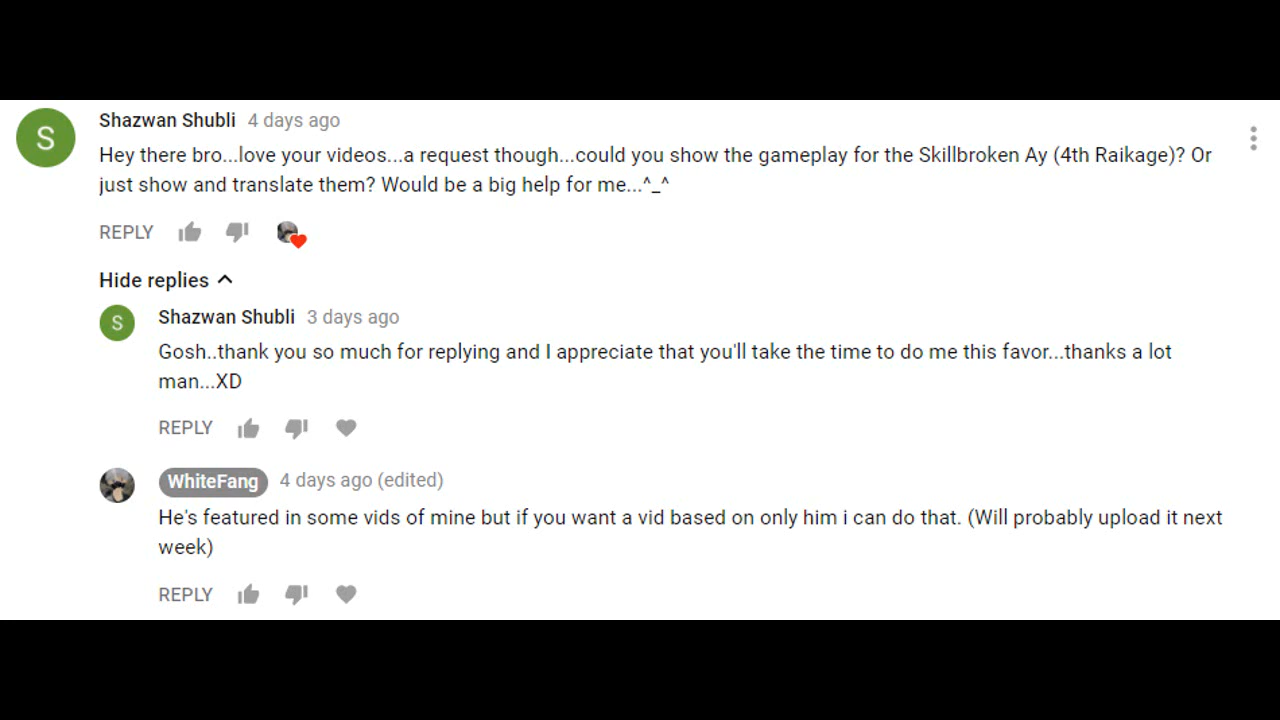 S
Shazwan Shubli 4 days ago
Hey there bro...love your videos...a request though...could you show the gameplay for the Skillbroken Ay (4th Raikage)? Or
just show and translate them? Would be a big help for me...^_^
REPLY
Hide replies
S
Shazwan Shubli 3 days ago
Gosh..thank you so much for replying and I appreciate that you'll take the time to do me this favor...thanks a lot
man...XD
REPLY
WhiteFang 4 days ago (edited)
He's featured in some vids of mine but if you want a vid based on only him i can do that. (Will probably upload it next
week)
REPLY